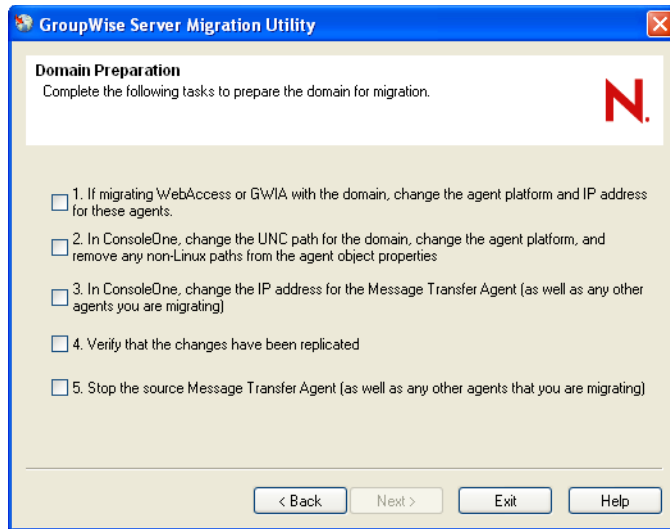 GroupWise Server Migration Utility
Domain Preparation
Complete the following tasks to prepare the domain for migration.
N.
1. If migrating WebAccess or GWIA with the domain, change the agent platform and IP address
for these agents.
2. In ConsoleOne, change the UNC path for the domain, change the agent platform, and
remove any non-Linux paths from the agent object properties
3. In ConsoleOne, change the IP address for the Message Transfer Agent (as well as any other
agents you are migrating)
4. Verify that the changes have been replicated
5. Stop the source Message Transfer Agent (as well as any other agents that you are migrating)
< Back Next > Exit Help